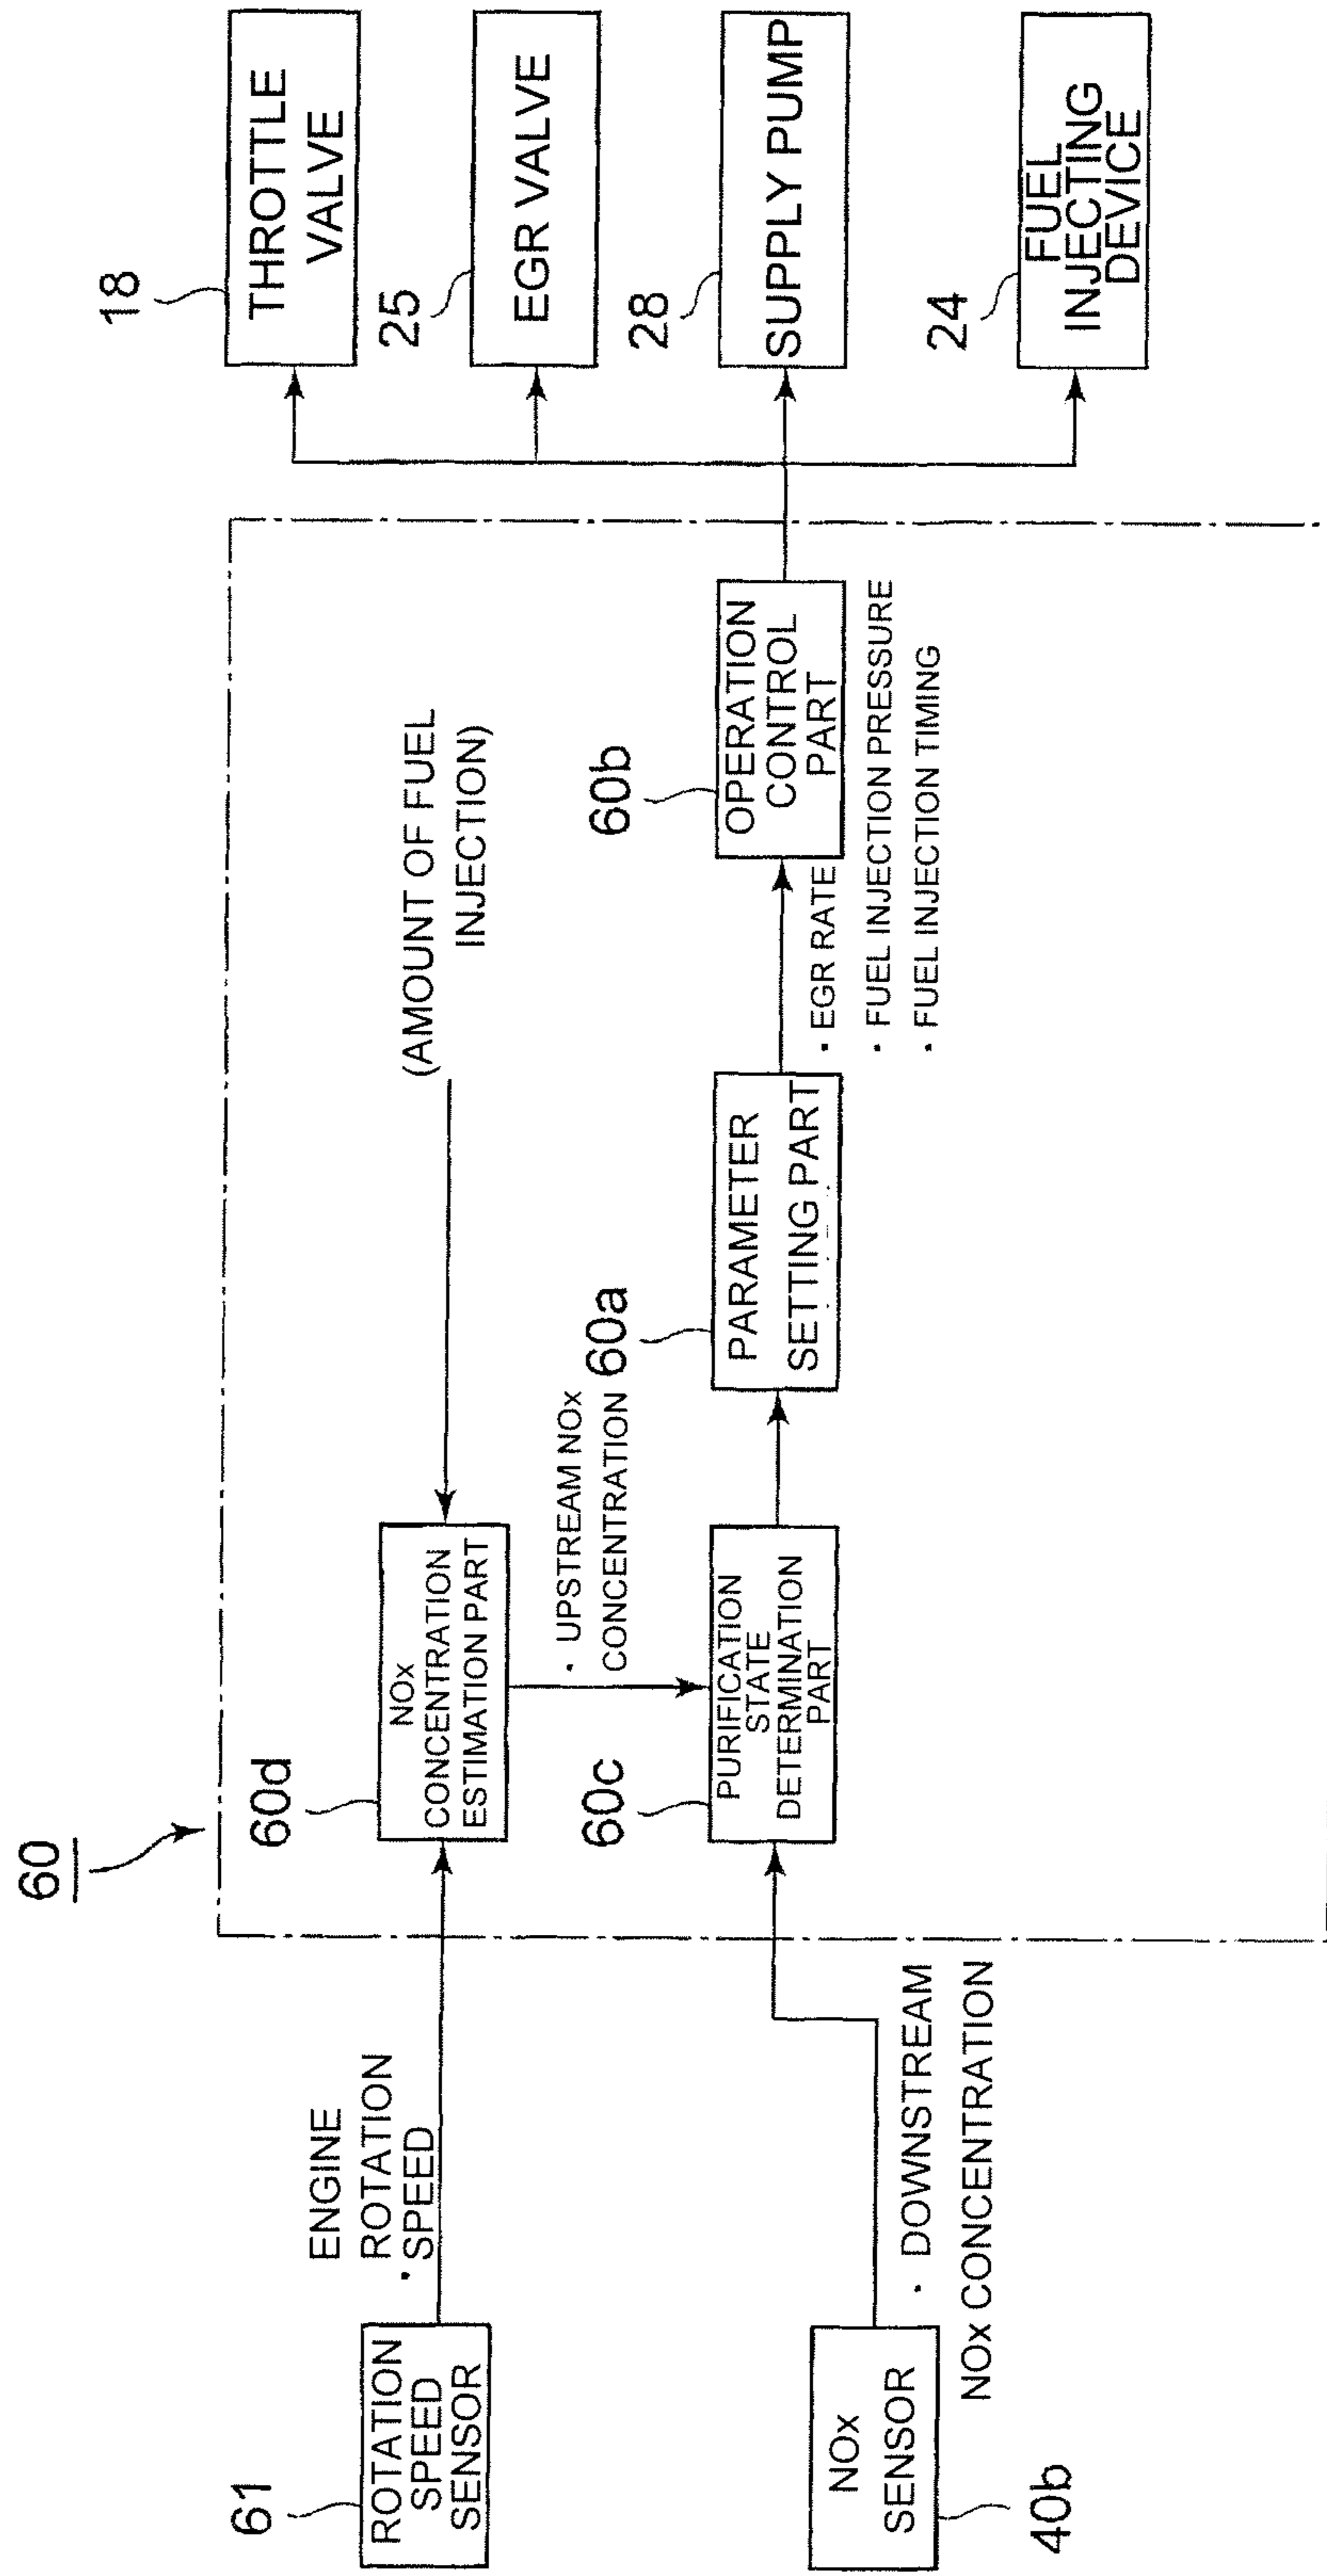 60
61
ROTATION
SPEED
SENSOR
ENGINE
ROTATION
· SPEED
60d
NOx
CONCENTRATION
ESTIMATION PART
(AMOUNT OF FUEL
INJECTION)
· UPSTREAM NOx
CONCENTRATION
NOx
SENSOR
40b
· DOWNSTREAM
NOx CONCENTRATION
60c
PURIFICATION
STATE
DETERMINATION
PART
60a
PARAMETER
SETTING PART
· EGR RATE
· FUEL INJECTION PRESSURE
· FUEL INJECTION TIMING
60b
OPERATION
CONTROL
PART
18
THROTTLE
VALVE
25
EGR VALVE
28
SUPPLY PUMP
24
FUEL
INJECTING
DEVICE